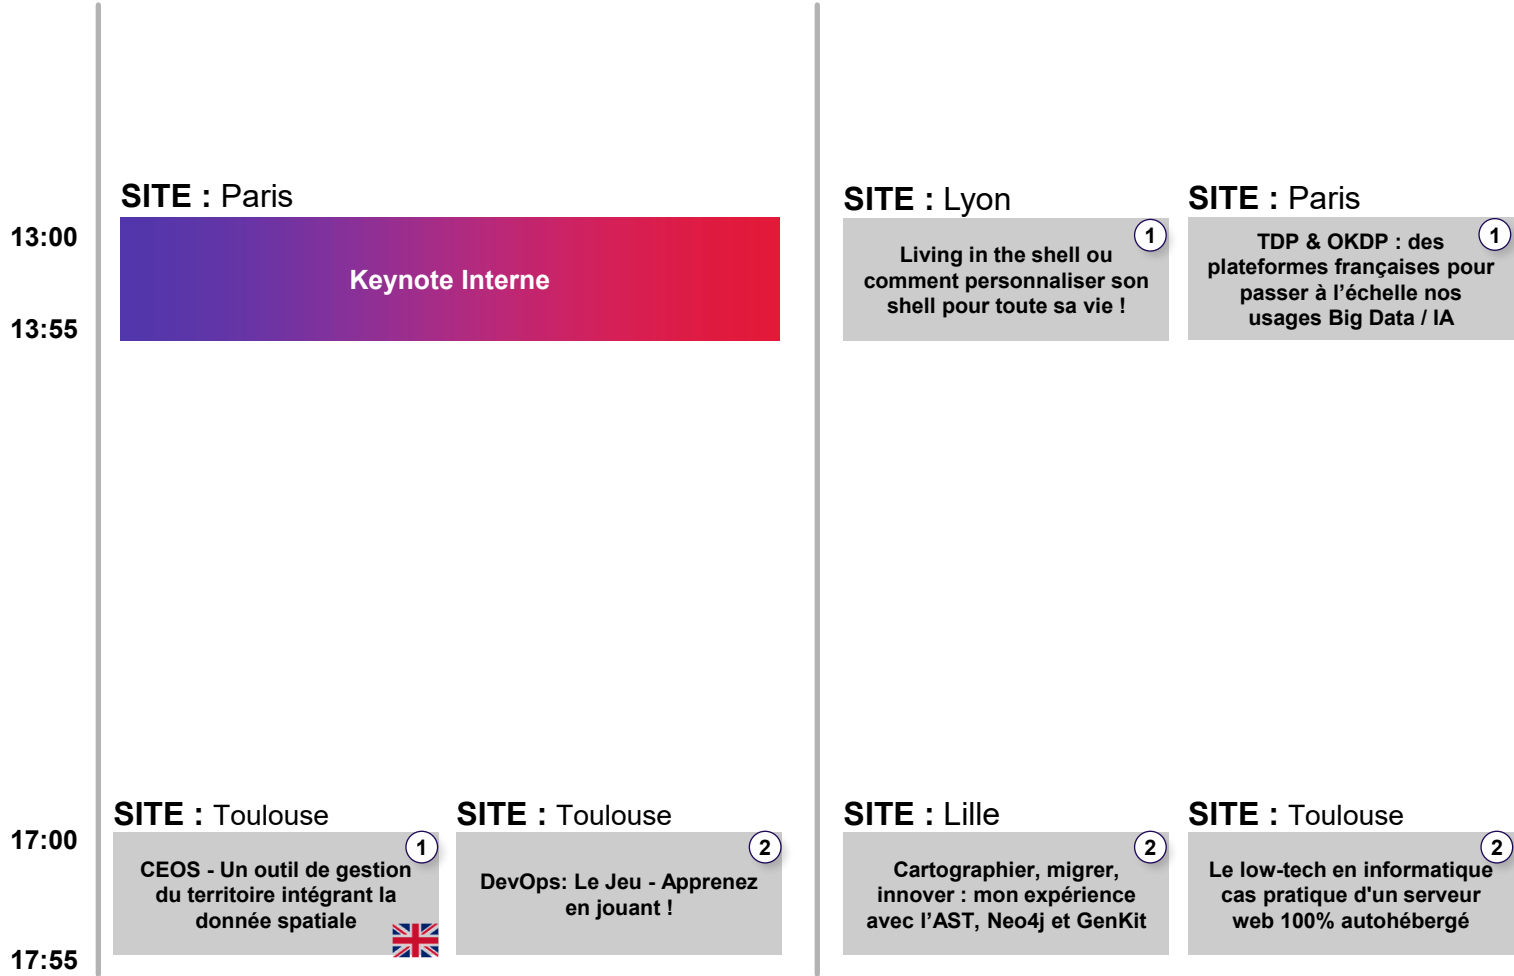 SITE : Paris
SITE : Lyon
SITE : Paris
13:00
13:55
Keynote Interne
1
Living in the shell ou
comment personnaliser son
shell pour toute sa vie !
1
TDP & OKDP : des
plateformes françaises pour
passer à l’échelle nos
usages Big Data / IA
SITE : Toulouse
SITE : Toulouse
SITE : Lille
SITE : Toulouse
17:00
17:55
1
CEOS - Un outil de gestion
du territoire intégrant la
donnée spatiale
2
DevOps: Le Jeu - Apprenez
en jouant !
2
Cartographier, migrer,
innover : mon expérience
avec l’AST, Neo4j et GenKit
2
Le low-tech en informatique
cas pratique d'un serveur
web 100% autohébergé